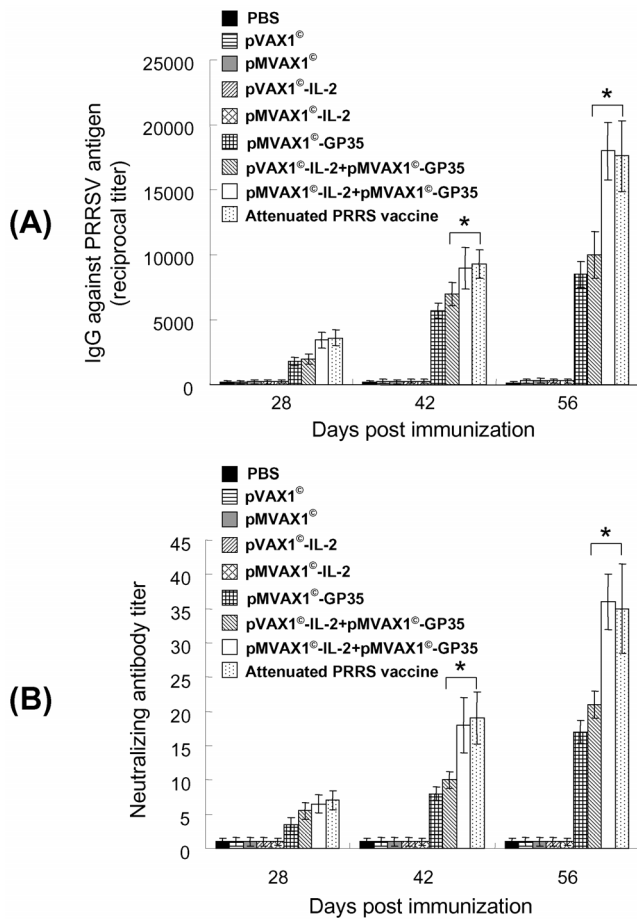 (A)
PBS
pVAX1©
pMVAX1©
pVAX1©-IL-2
pMVAX1©-IL-2
pMVAX1©-GP35
pVAX1©-IL-2+pMVAX1©-GP35
pMVAX1©-IL-2+pMVAX1©-GP35
Attenuated PRRS vaccine
IgG against PRRSV antigen
(reciprocal titer)
25000
20000
15000
10000
5000
0
*
*
28 42 56
Days post immunization
(B)
PBS
pVAX1©
pMVAX1©
pVAX1©-IL-2
pMVAX1©-IL-2
pMVAX1©-GP35
pVAX1©-IL-2+pMVAX1©-GP35
pMVAX1©-IL-2+pMVAX1©-GP35
Attenuated PRRS vaccine
Neutralizing antibody titer
45
40
35
30
25
20
15
10
5
0
*
*
28 42 56
Days post immunization